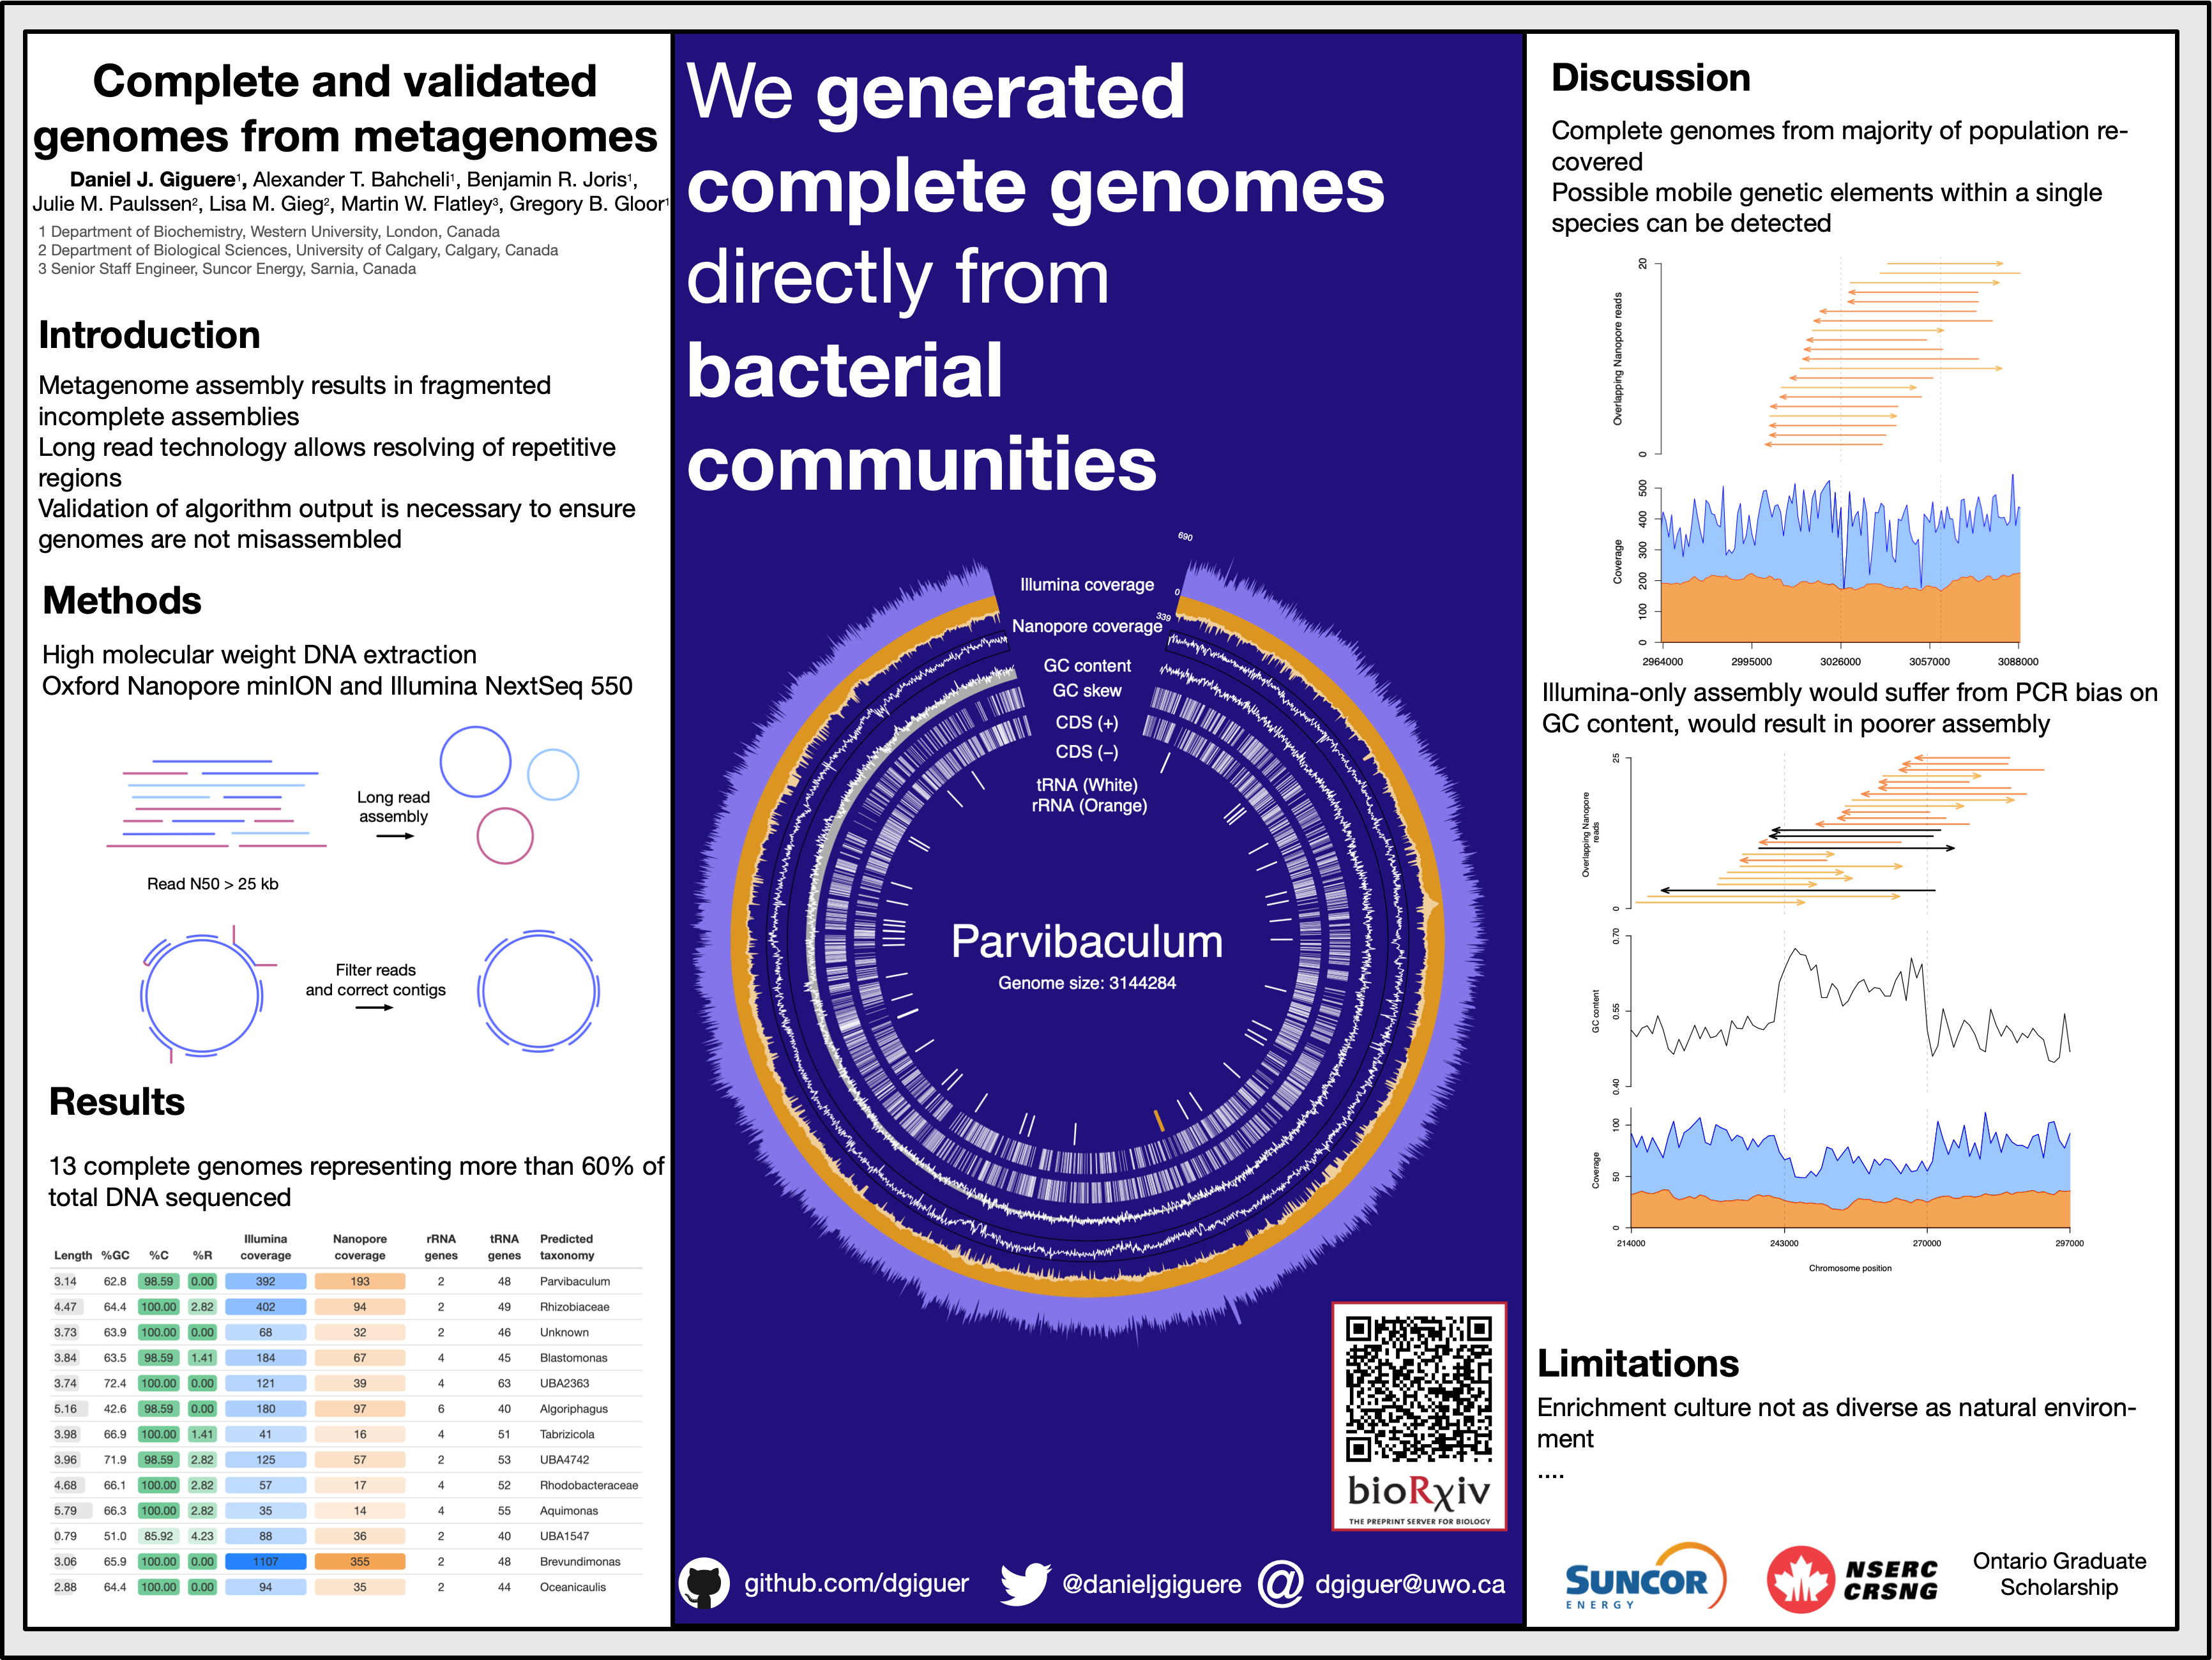 Complete and validated
genomes from metagenomes
Daniel J. Giguere¹, Alexander T. Bahcheli¹, Benjamin R. Joris¹,
Julie M. Paulssen², Lisa M. Gieg², Martin W. Flatley³, Gregory B. Gloor¹
1 Department of Biochemistry, Western University, London, Canada
2 Department of Biological Sciences, University of Calgary, Calgary, Canada
3 Senior Staff Engineer, Suncor Energy, Sarnia, Canada
Introduction
Metagenome assembly results in fragmented
incomplete assemblies
Long read technology allows resolving of repetitive
regions
Validation of algorithm output is necessary to ensure
genomes are not misassembled
Methods
High molecular weight DNA extraction
Oxford Nanopore minION and Illumina NextSeq 550
Long read
assembly
Read N50 > 25 kb
Filter reads
and correct contigs
Results
13 complete genomes representing more than 60% of
total DNA sequenced
Length %GC %C %R Illumina coverage Nanopore coverage rRNA genes tRNA genes Predicted taxonomy
3.14 62.8 98.59 0.00 392 193 2 48 Parvibaculum
4.47 64.4 100.00 2.82 402 94 2 49 Rhizobiaceae
3.73 63.9 100.00 0.00 68 32 2 46 Unknown
3.84 63.5 98.59 1.41 184 67 4 45 Blastomonas
3.74 72.4 100.00 0.00 121 39 4 63 UBA2363
5.16 42.6 98.59 0.00 180 97 6 40 Algoriphagus
3.98 66.9 100.00 1.41 41 16 4 51 Tabrizicola
3.96 71.9 98.59 2.82 125 57 2 53 UBA4742
4.68 66.1 100.00 2.82 57 17 4 52 Rhodobacteraceae
5.79 66.3 100.00 2.82 35 14 4 55 Aquimonas
0.79 51.0 85.92 4.23 88 36 2 40 UBA1547
3.06 65.9 100.00 0.00 1107 355 2 48 Brevundimonas
2.88 64.4 100.00 0.00 94 35 2 44 Oceanicaulis
We generated
complete genomes
directly from
bacterial
communities
690
Illumina coverage
0
339
Nanopore coverage
GC content
GC skew
CDS (+)
CDS (–)
tRNA (White)
rRNA (Orange)
Parvibaculum
Genome size: 3144284
bioRχiv
THE PREPRINT SERVER FOR BIOLOGY
github.com/dgiguer
@danieljgiguere
@ dgiguer@uwo.ca
Discussion
Complete genomes from majority of population re-
covered
Possible mobile genetic elements within a single
species can be detected
Overlapping Nanopore reads
20
0
Coverage
500
400
300
200
100
0
2964000 2995000 3026000 3057000 3088000
Illumina-only assembly would suffer from PCR bias on
GC content, would result in poorer assembly
Overlapping Nanopore
reads
25
0
GC content
0.70
0.55
0.40
Coverage
100
50
0
214000 243000 270000 297000
Chromosome position
Limitations
Enrichment culture not as diverse as natural environ-
ment
....
SUNCOR
ENERGY
NSERC
CRSNG
Ontario Graduate
Scholarship